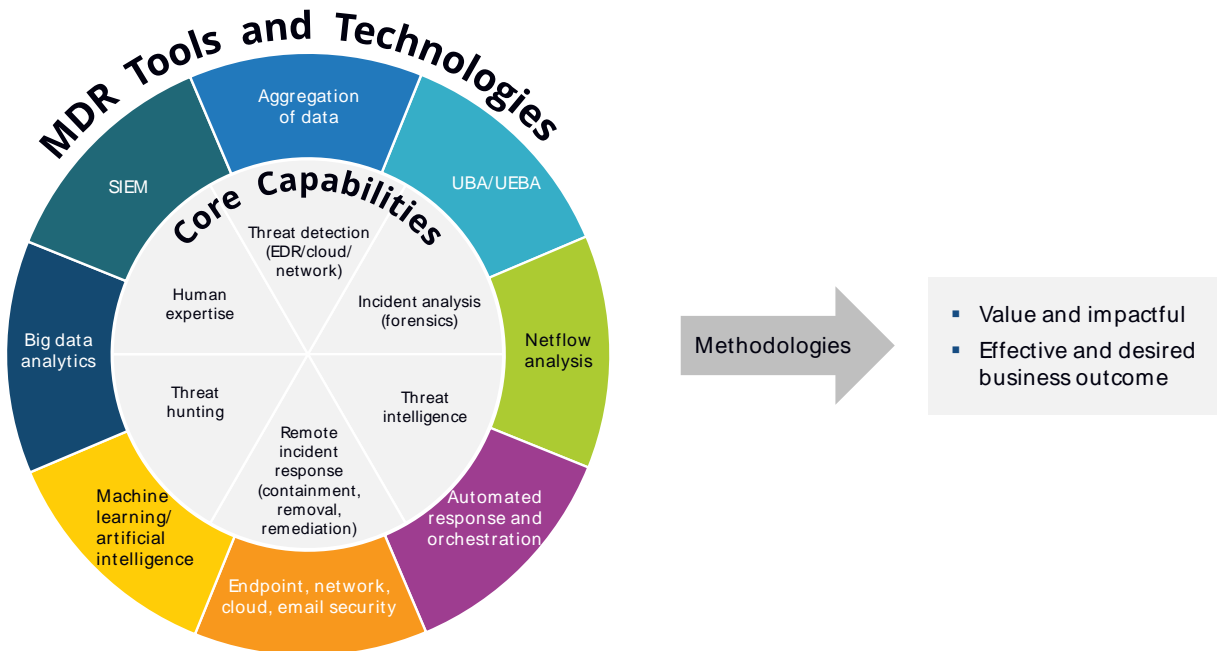 MDR Tools and Technologies
Aggregation
of data
UBA/UEBA
Netflow
analysis
Automated
response and
orchestration
Endpoint, network,
cloud, email security
Machine
learning/
artificial
intelligence
Big data
analytics
SIEM
Core Capabilities
Threat detection
(EDR/cloud/
network)
Incident analysis
(forensics)
Threat
intelligence
Remote
incident
response
(containment,
removal,
remediation)
Threat
hunting
Human
expertise
Methodologies
▪ Value and impactful
▪ Effective and desired
business outcome